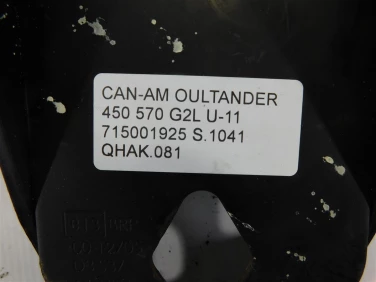 CAN-AM OULTANDER
450 570 G2L U-11
715001925 S.1041
QHAK.081